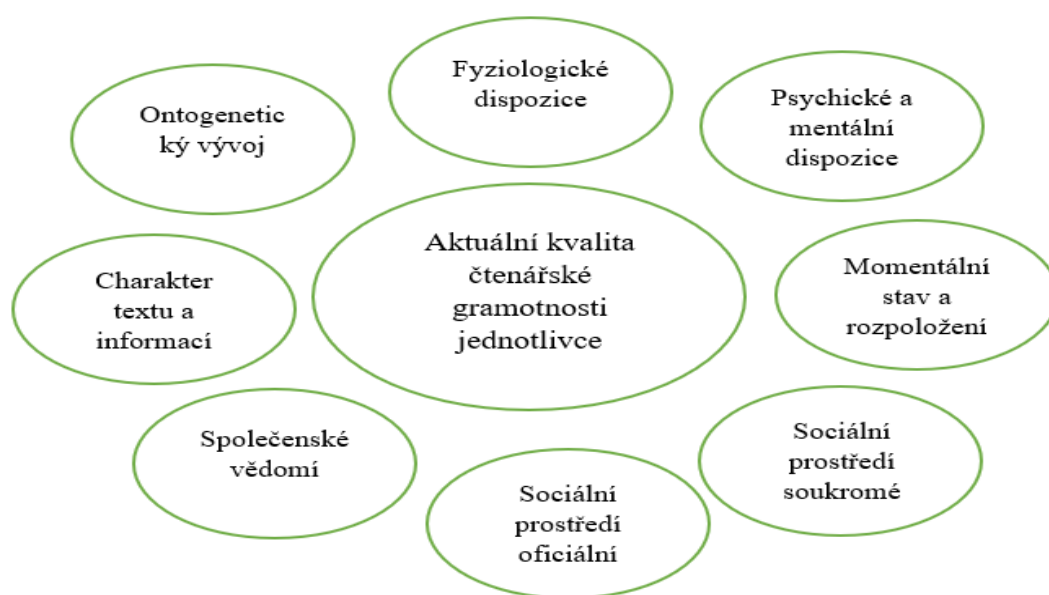 Fyziologické
dispozice
Ontogenetic
ký vývoj
Psychické a
mentální
dispozice
Aktuální kvalita
čtenářské
gramotnosti
jednotlivce
Charakter
textu a
informací
Momentální
stav a
rozpoložení
Společenské
vědomí
Sociální
prostředí
oficiální
Sociální
prostředí
soukromé